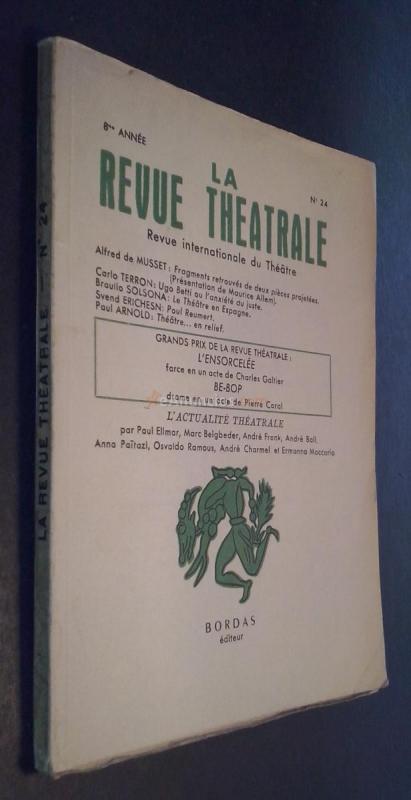 LA REVUE THEATRALE N° 24
8me ANNÉE
N° 24
LA
REVUE THEATRALE
Revue internationale du Théâtre
Alfred de MUSSET : Fragments retrouvés de deux pièces projetées.
(Présentation de Maurice Allem).
Carlo TERRON : Ugo Betti ou l'anxiété du juste.
Braulio SOLSONA : Le Théâtre en Espagne.
Svend ERICHESN : Paul Reumert.
Paul ARNOLD : Théâtre... en relief.
GRANDS PRIX DE LA REVUE THÉATRALE :
L'ENSORCELÉE
farce en un acte de Charles Galtier
BE-BOP
drame en un acte de Pierre Carol
L'ACTUALITÉ THÉATRALE
par Paul Ellmar, Marc Beigbeder, André Frank, André Boll,
Anna Païtazi, Osvaldo Ramous, André Charmel et Ermanno Maccario
BORDAS
éditeur